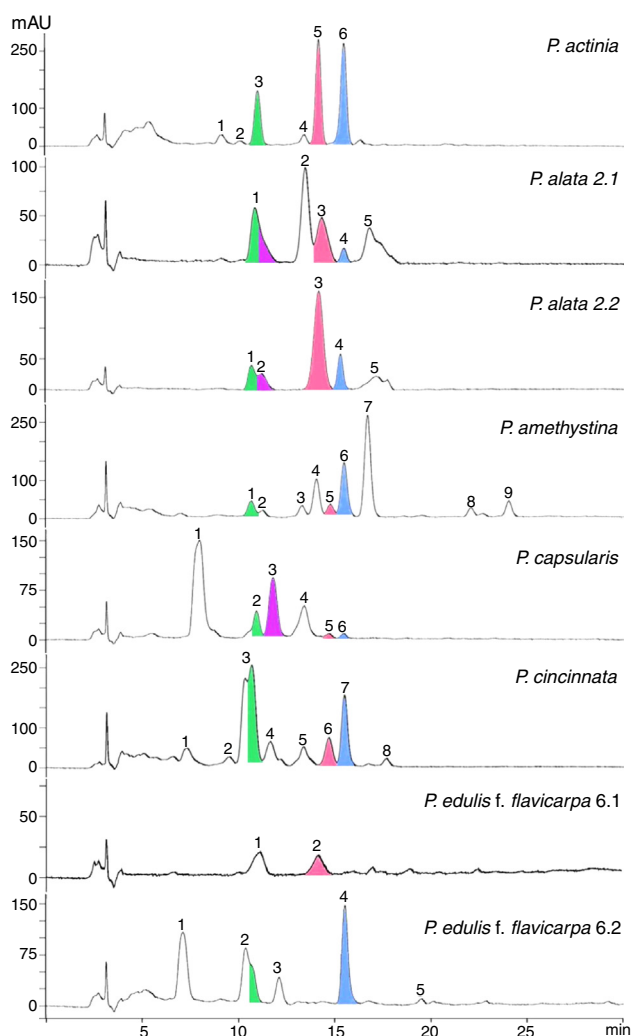 mAU
P. actinia
250
100
0
1 2 3 4 5 6
P. alata 2.1
100
50
0
1 2 3 4 5
P. alata 2.2
150
50
0
1 2 3 4 5
P. amethystina
250
100
0
1 2 3 4 5 6 7 8 9
P. capsularis
150
75
0
1 2 3 4 5 6
P. cincinnata
250
100
0
1 2 3 4 5 6 7 8
P. edulis f. flavicarpa 6.1
50
0
1 2
P. edulis f. flavicarpa 6.2
150
75
0
1 2 3 4 5
5 10 15 20 25 min